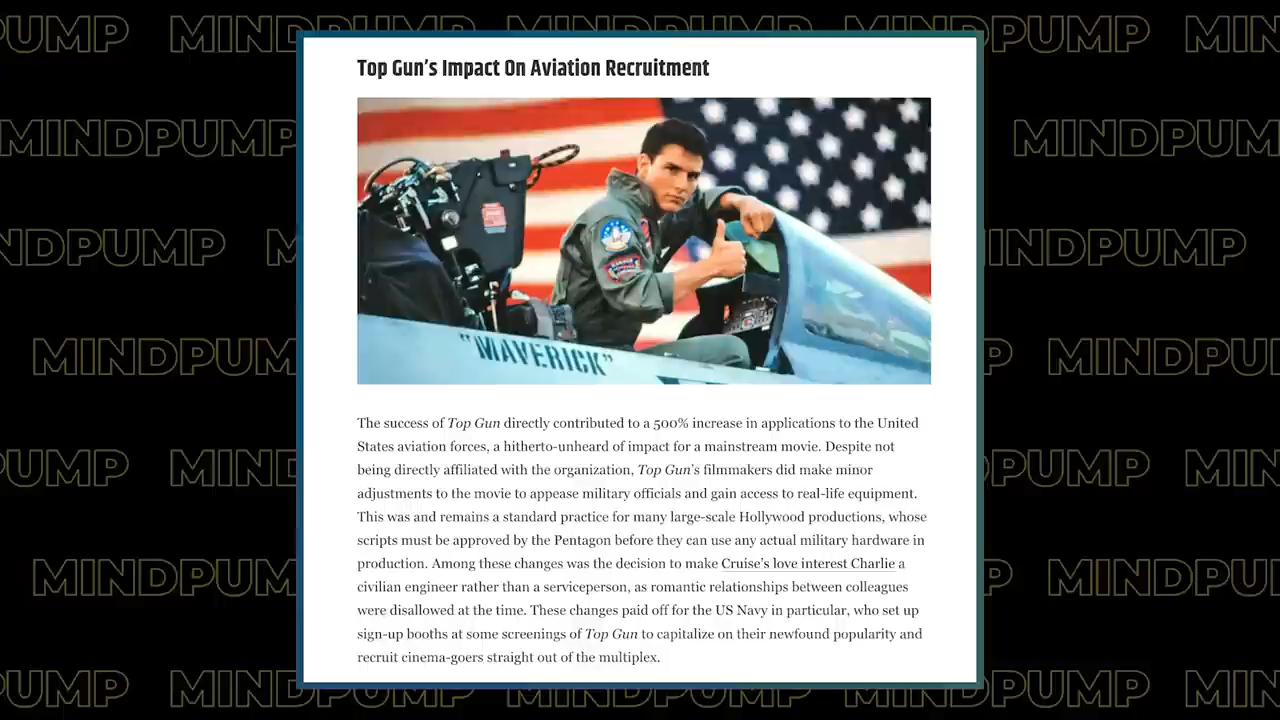 MINDPUMP MINDPUMP MINDPUMP MIN
Top Gun's Impact On Aviation Recruitment
"MAVERICK"
The success of Top Gun directly contributed to a 500% increase in applications to the United
States aviation forces, a hitherto-unheard of impact for a mainstream movie. Despite not
being directly affiliated with the organization, Top Gun's filmmakers did make minor
adjustments to the movie to appease military officials and gain access to real-life equipment.
This was and remains a standard practice for many large-scale Hollywood productions, whose
scripts must be approved by the Pentagon before they can use any actual military hardware in
production. Among these changes was the decision to make Cruise's love interest Charlie a
civilian engineer rather than a serviceperson, as romantic relationships between colleagues
were disallowed at the time. These changes paid off for the US Navy in particular, who set up
sign-up booths at some screenings of Top Gun to capitalize on their newfound popularity and
recruit cinema-goers straight out of the multiplex.